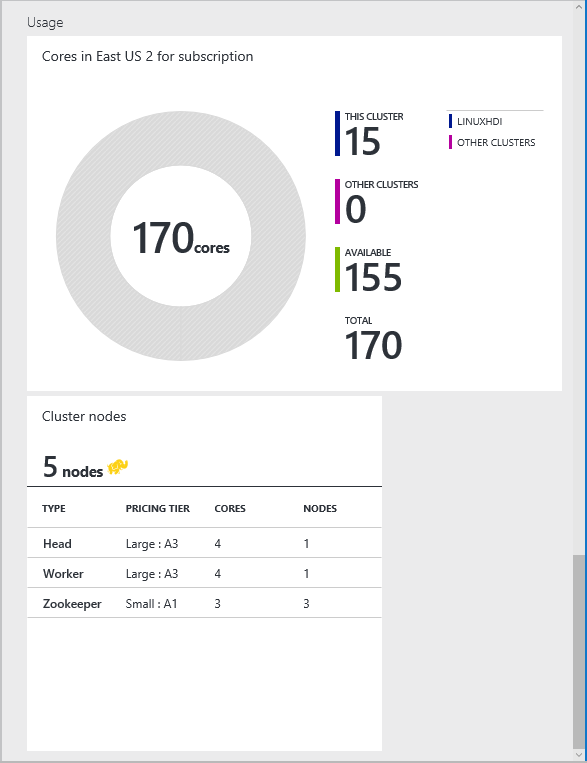 Usage
Cores in East US 2 for subscription
170cores
THIS CLUSTER
15
OTHER CLUSTERS
0
AVAILABLE
155
TOTAL
170
LINUXHDI
OTHER CLUSTERS
Cluster nodes
5 nodes
TYPE PRICING TIER CORES NODES
Head Large : A3 4 1
Worker Large : A3 4 1
Zookeeper Small : A1 3 3